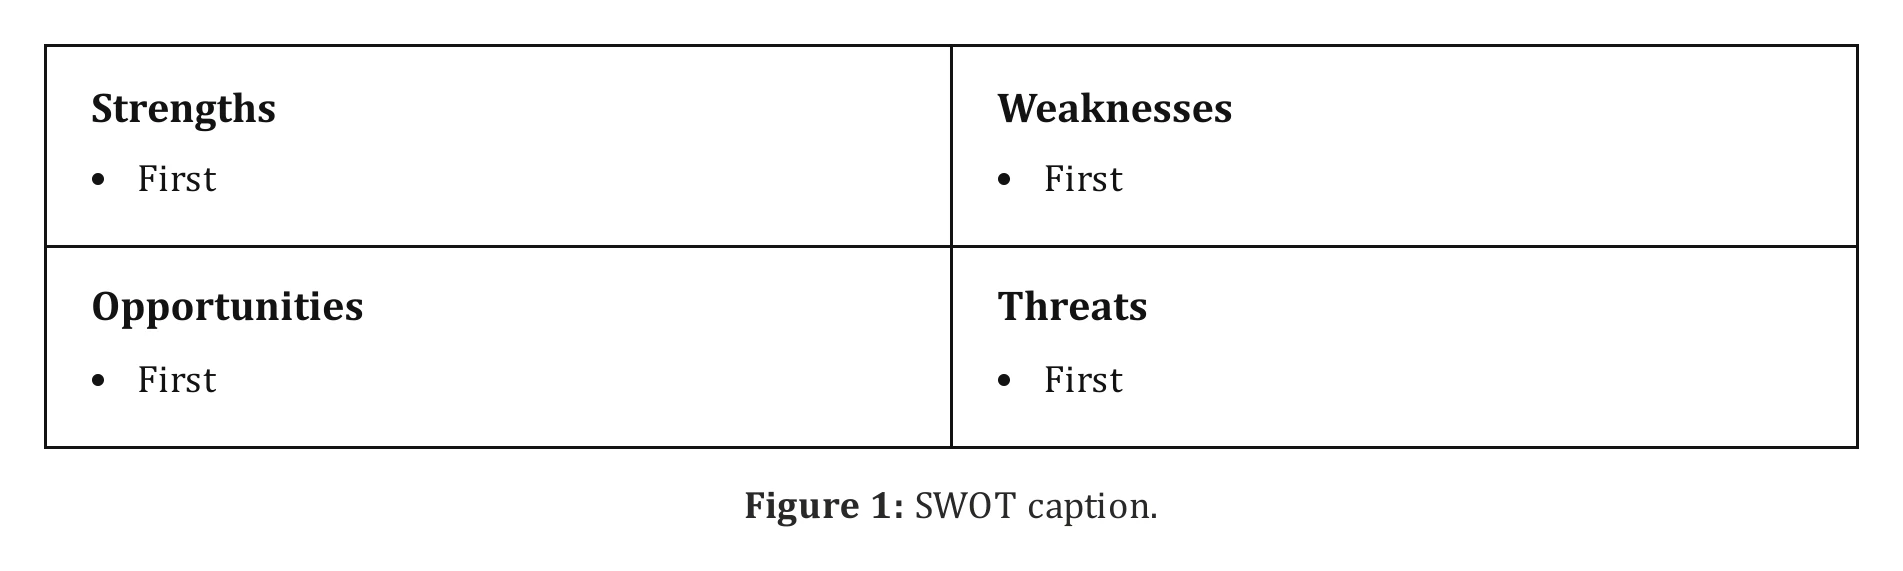 Strengths
• First
Weaknesses
• First
Opportunities
• First
Threats
• First
Figure 1: SWOT caption.